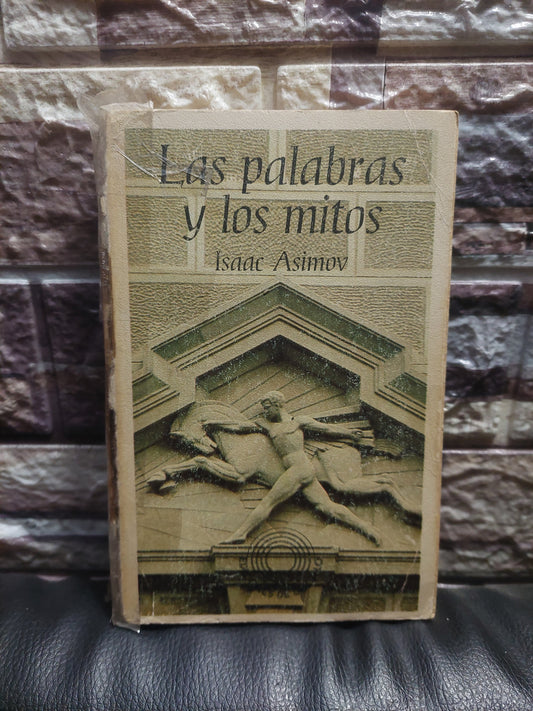 Las palabras
y los mitos
Isaac Asimov